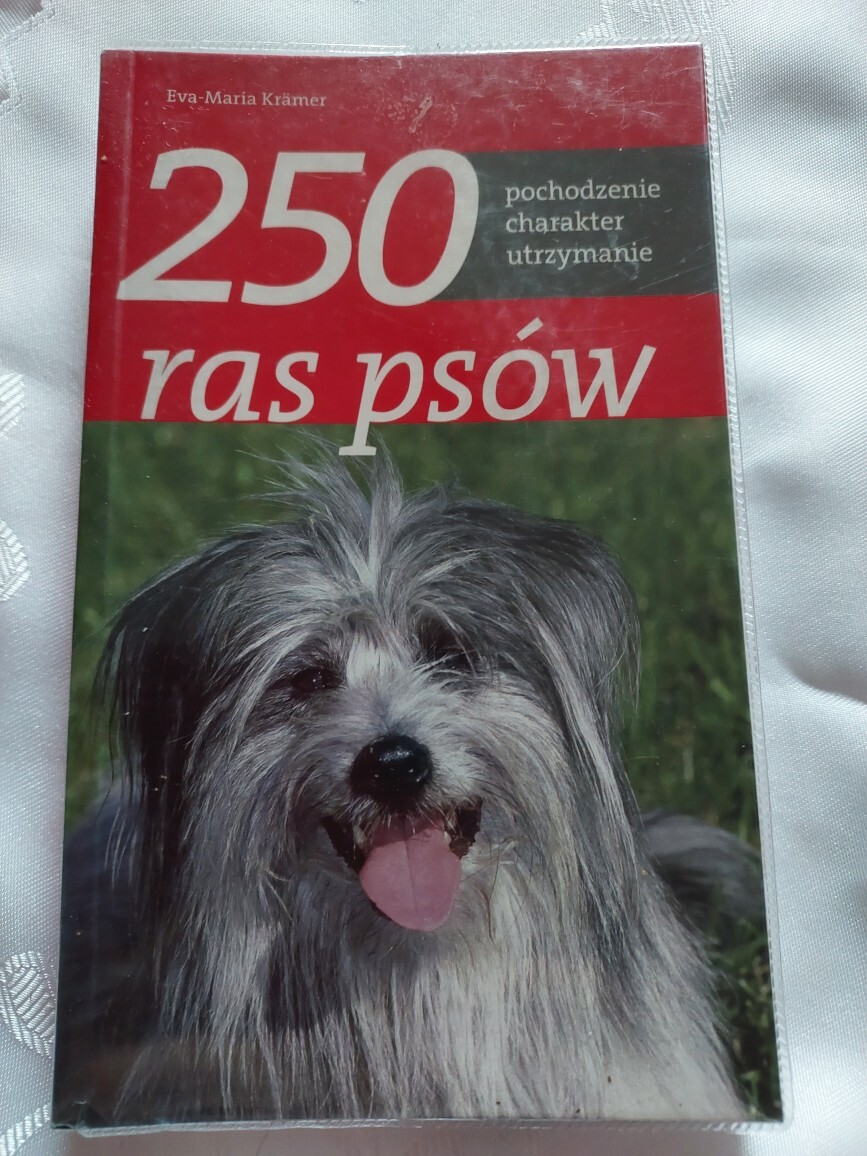 Eva-Maria Krämer
250
pochodzenie
charakter
utrzymanie
ras psów